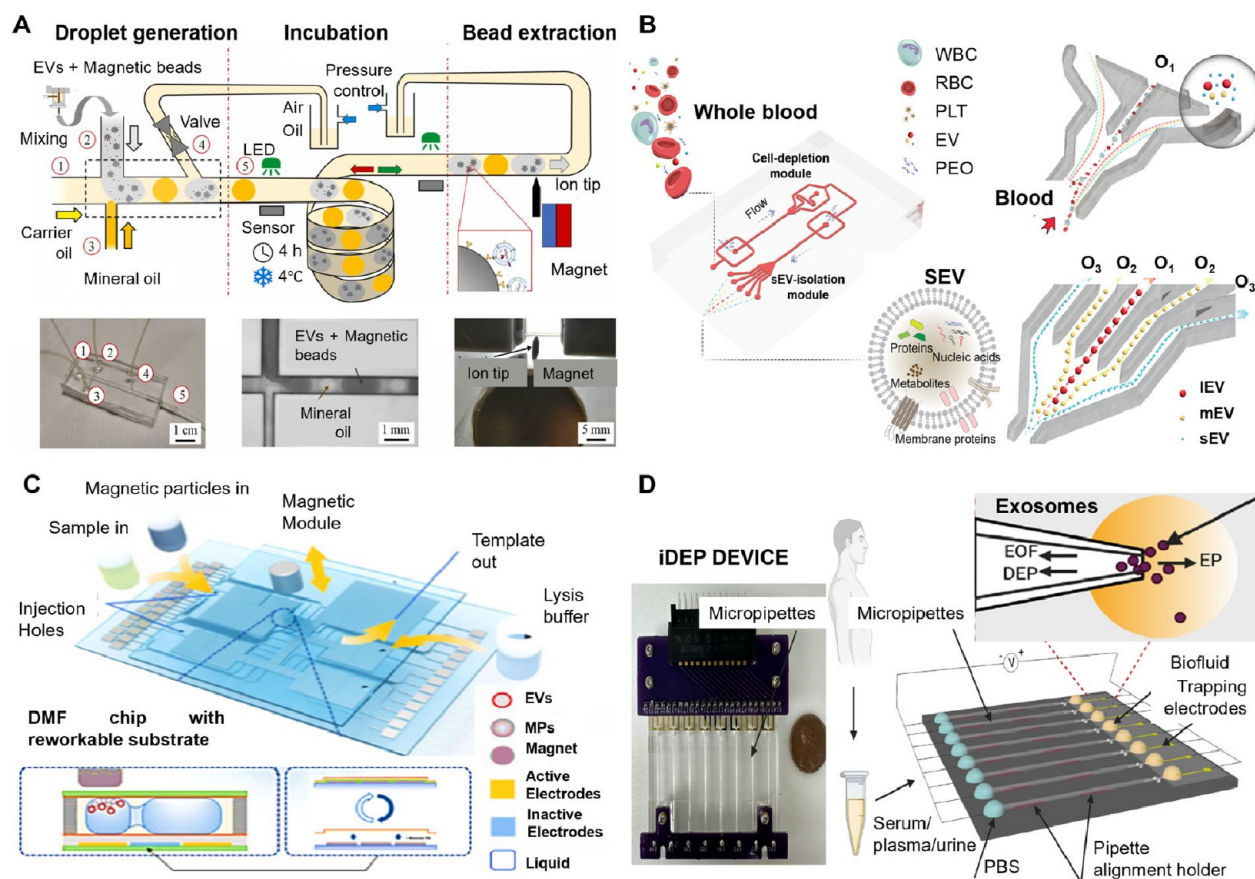 A
Droplet generation
Incubation
Bead extraction
EVs + Magnetic beads
Mixing
1
2
3
4
5
Valve
Pressure
control
Air
Oil
LED
Ion tip
Carrier
oil
Mineral oil
Sensor
4 h
4°C
Magnet
1
2
3
4
5
1 cm
EVs + Magnetic
beads
Mineral
oil
1 mm
Ion tip
Magnet
5 mm
B
Whole blood
WBC
RBC
PLT
EV
PEO
Cell-depletion
module
Flow
sEV-isolation
module
O1
Blood
SEV
Proteins
Nucleic acids
Metabolites
Membrane proteins
O3
O2
O1
O2
O3
lEV
mEV
sEV
C
Magnetic particles in
Sample in
Magnetic
Module
Template
out
Lysis
buffer
Injection
Holes
DMF chip with
reworkable substrate
EVs
MPs
Magnet
Active
Electrodes
Inactive
Electrodes
Liquid
D
iDEP DEVICE
Micropipettes
Micropipettes
Exosomes
EOF
DEP
EP
- V +
Biofluid
Trapping
electrodes
Serum/
plasma/urine
PBS
Pipette
alignment holder